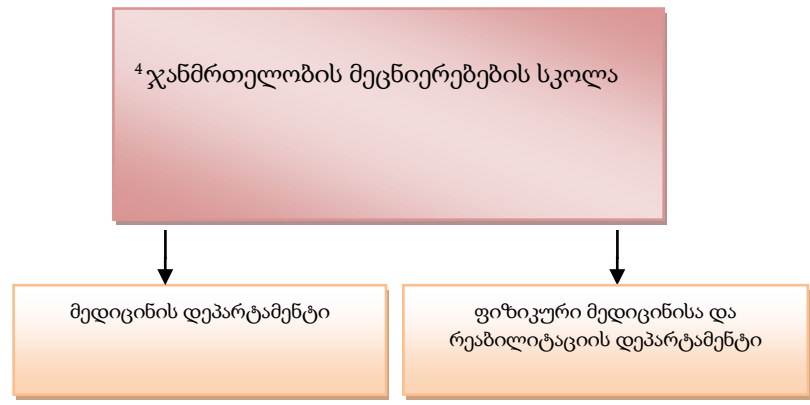 ⁴ჯანმრთელობის მეცნიერებების სკოლა
მედიცინის დეპარტამენტი
ფიზიკური მედიცინისა და
რეაბილიტაციის დეპარტამენტი